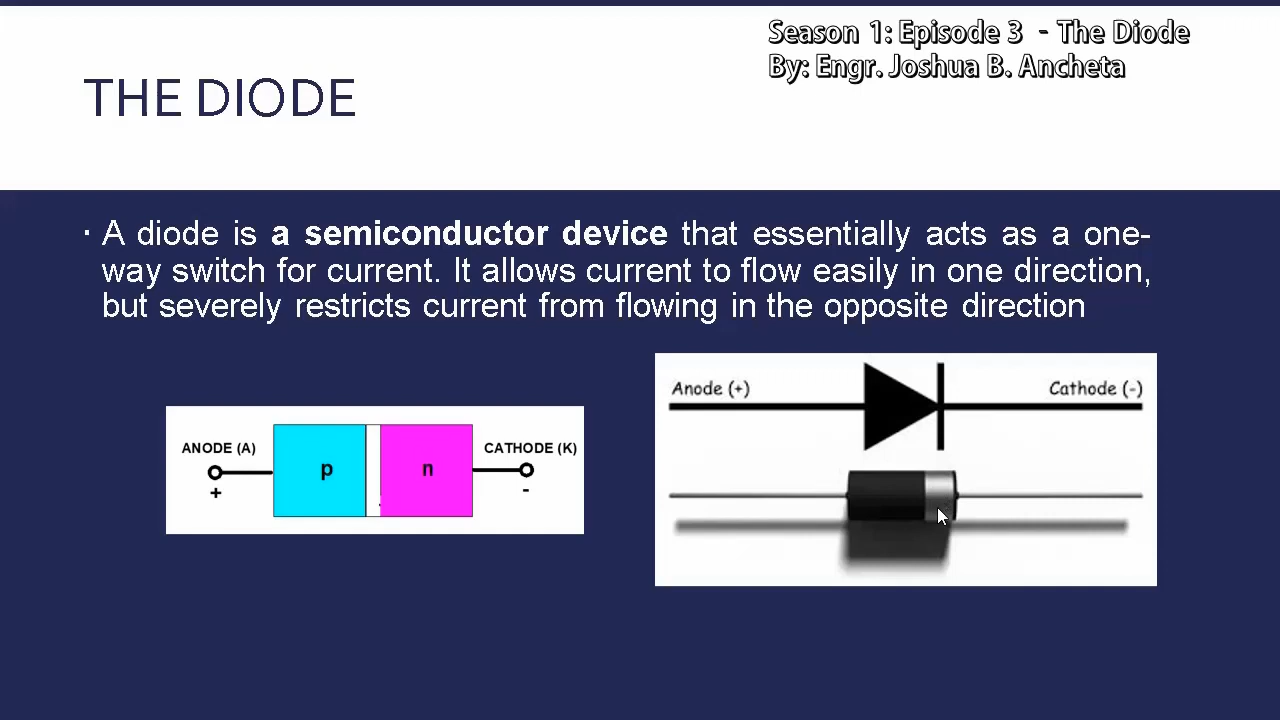 Season 1: Episode 3 - The Diode
By: Engr. Joshua B. Ancheta
THE DIODE
· A diode is a semiconductor device that essentially acts as a one-
way switch for current. It allows current to flow easily in one direction,
but severely restricts current from flowing in the opposite direction
ANODE (A)
+
p
n
CATHODE (K)
-
Anode (+)
Cathode (-)